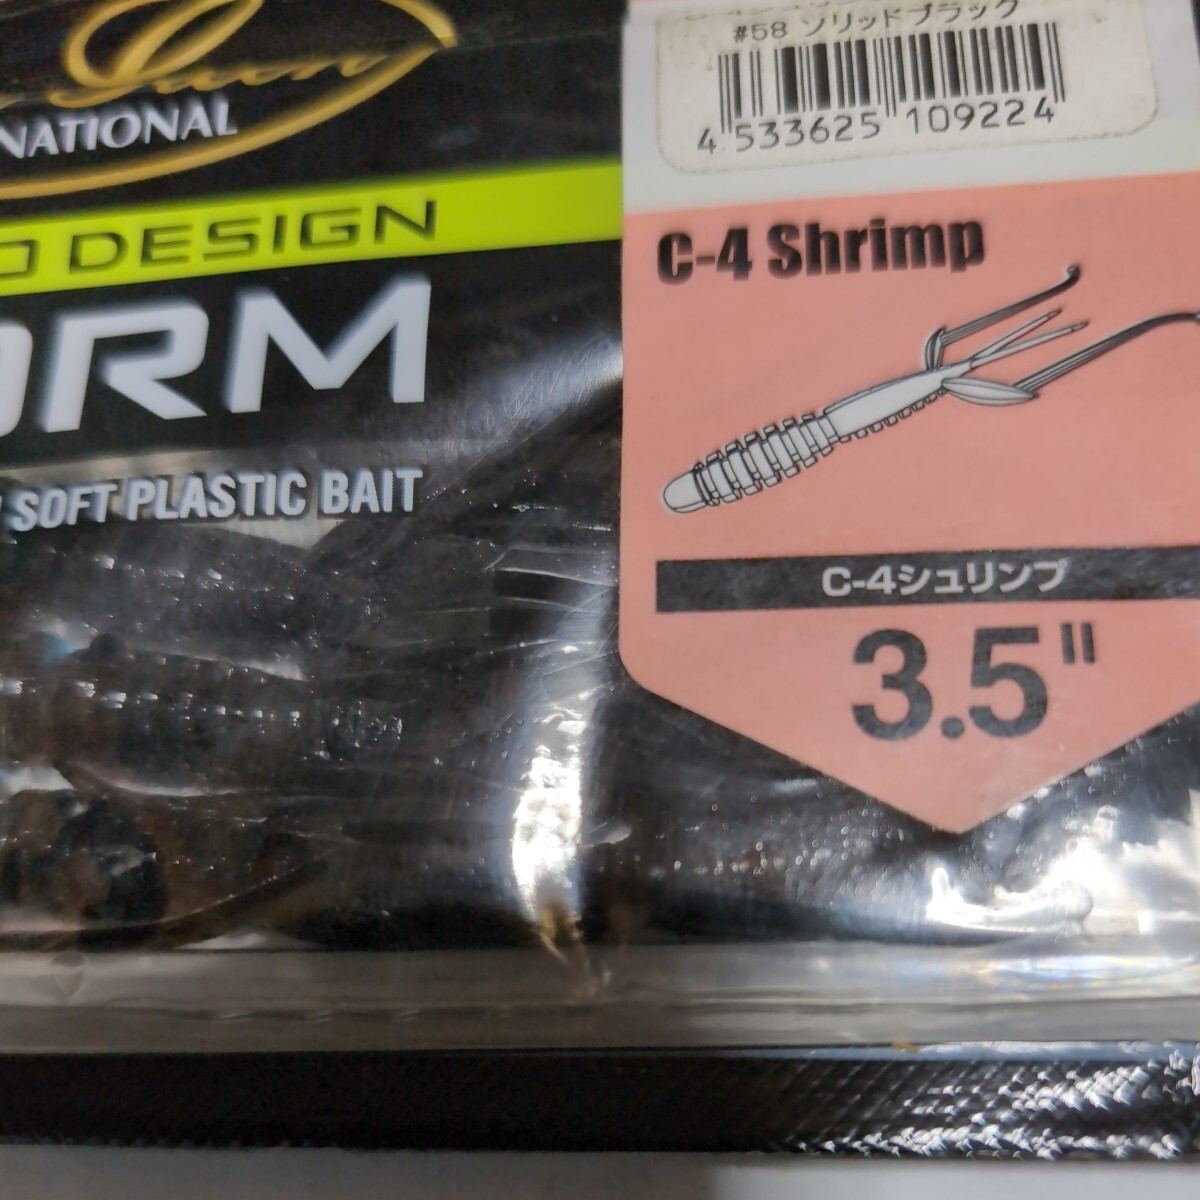 NATIONAL
DESIGN
ORM
SOFT PLASTIC BAIT
#58 ソリッドブラック
4 533625 109224
C-4 Shrimp
C-4シュリンプ
3.5"